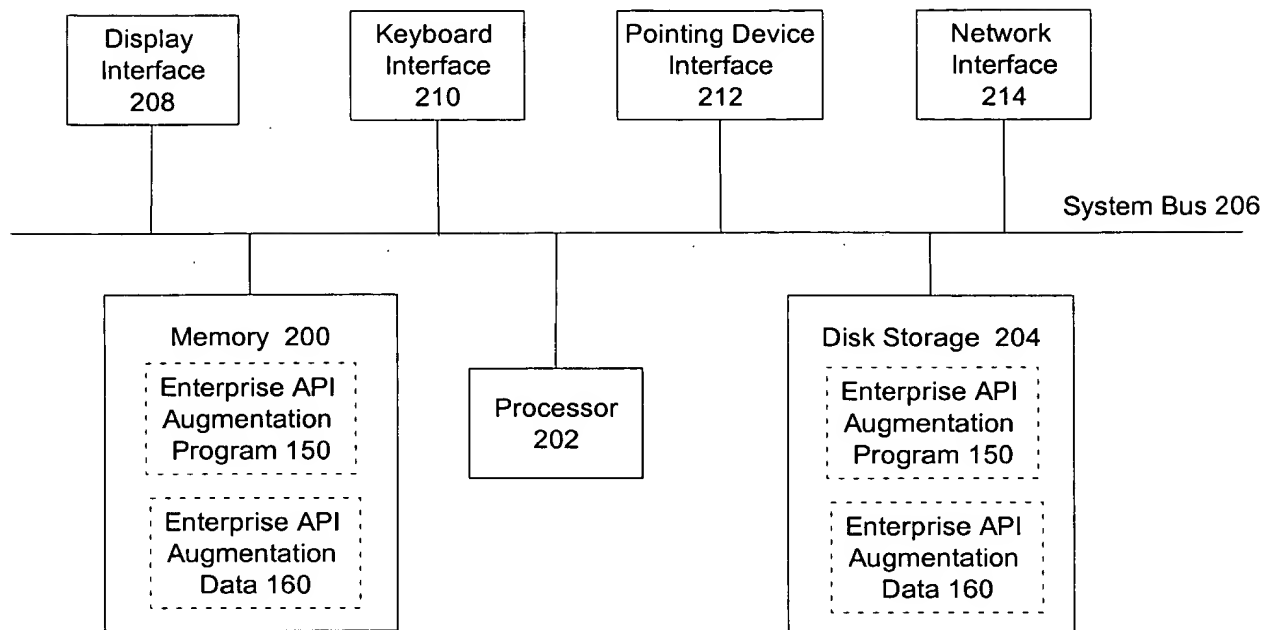 Display
Interface
208
Keyboard
Interface
210
Pointing Device
Interface
212
Network
Interface
214
System Bus 206
Memory 200
Enterprise API
Augmentation
Program 150
Enterprise API
Augmentation
Data 160
Processor
202
Disk Storage 204
Enterprise API
Augmentation
Program 150
Enterprise API
Augmentation
Data 160